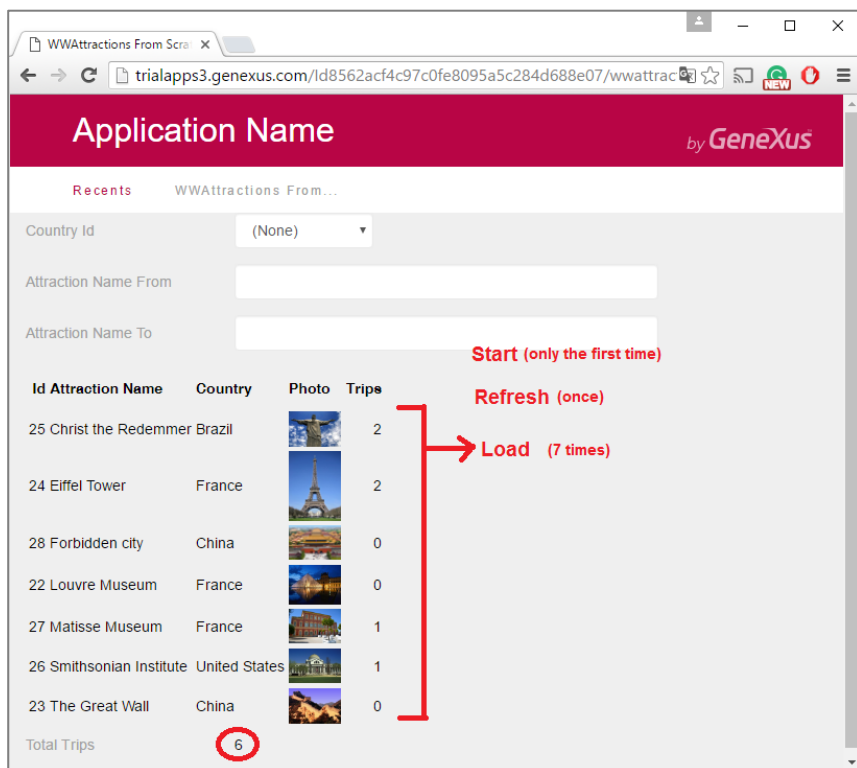 WWAttractions From Scra
trialapps3.genexus.com/Id8562acf4c97c0fe8095a5c284d688e07/wwattrac
NEW
Application Name
by GeneXus
Recents WWAttractions From...
Country Id (None)
Attraction Name From
Attraction Name To
Start (only the first time)
Id Attraction Name Country Photo Trips
Refresh (once)
25 Christ the Redemmer Brazil 2
Load (7 times)
24 Eiffel Tower France 2
28 Forbidden city China 0
22 Louvre Museum France 0
27 Matisse Museum France 1
26 Smithsonian Institute United States 1
23 The Great Wall China 0
Total Trips 6